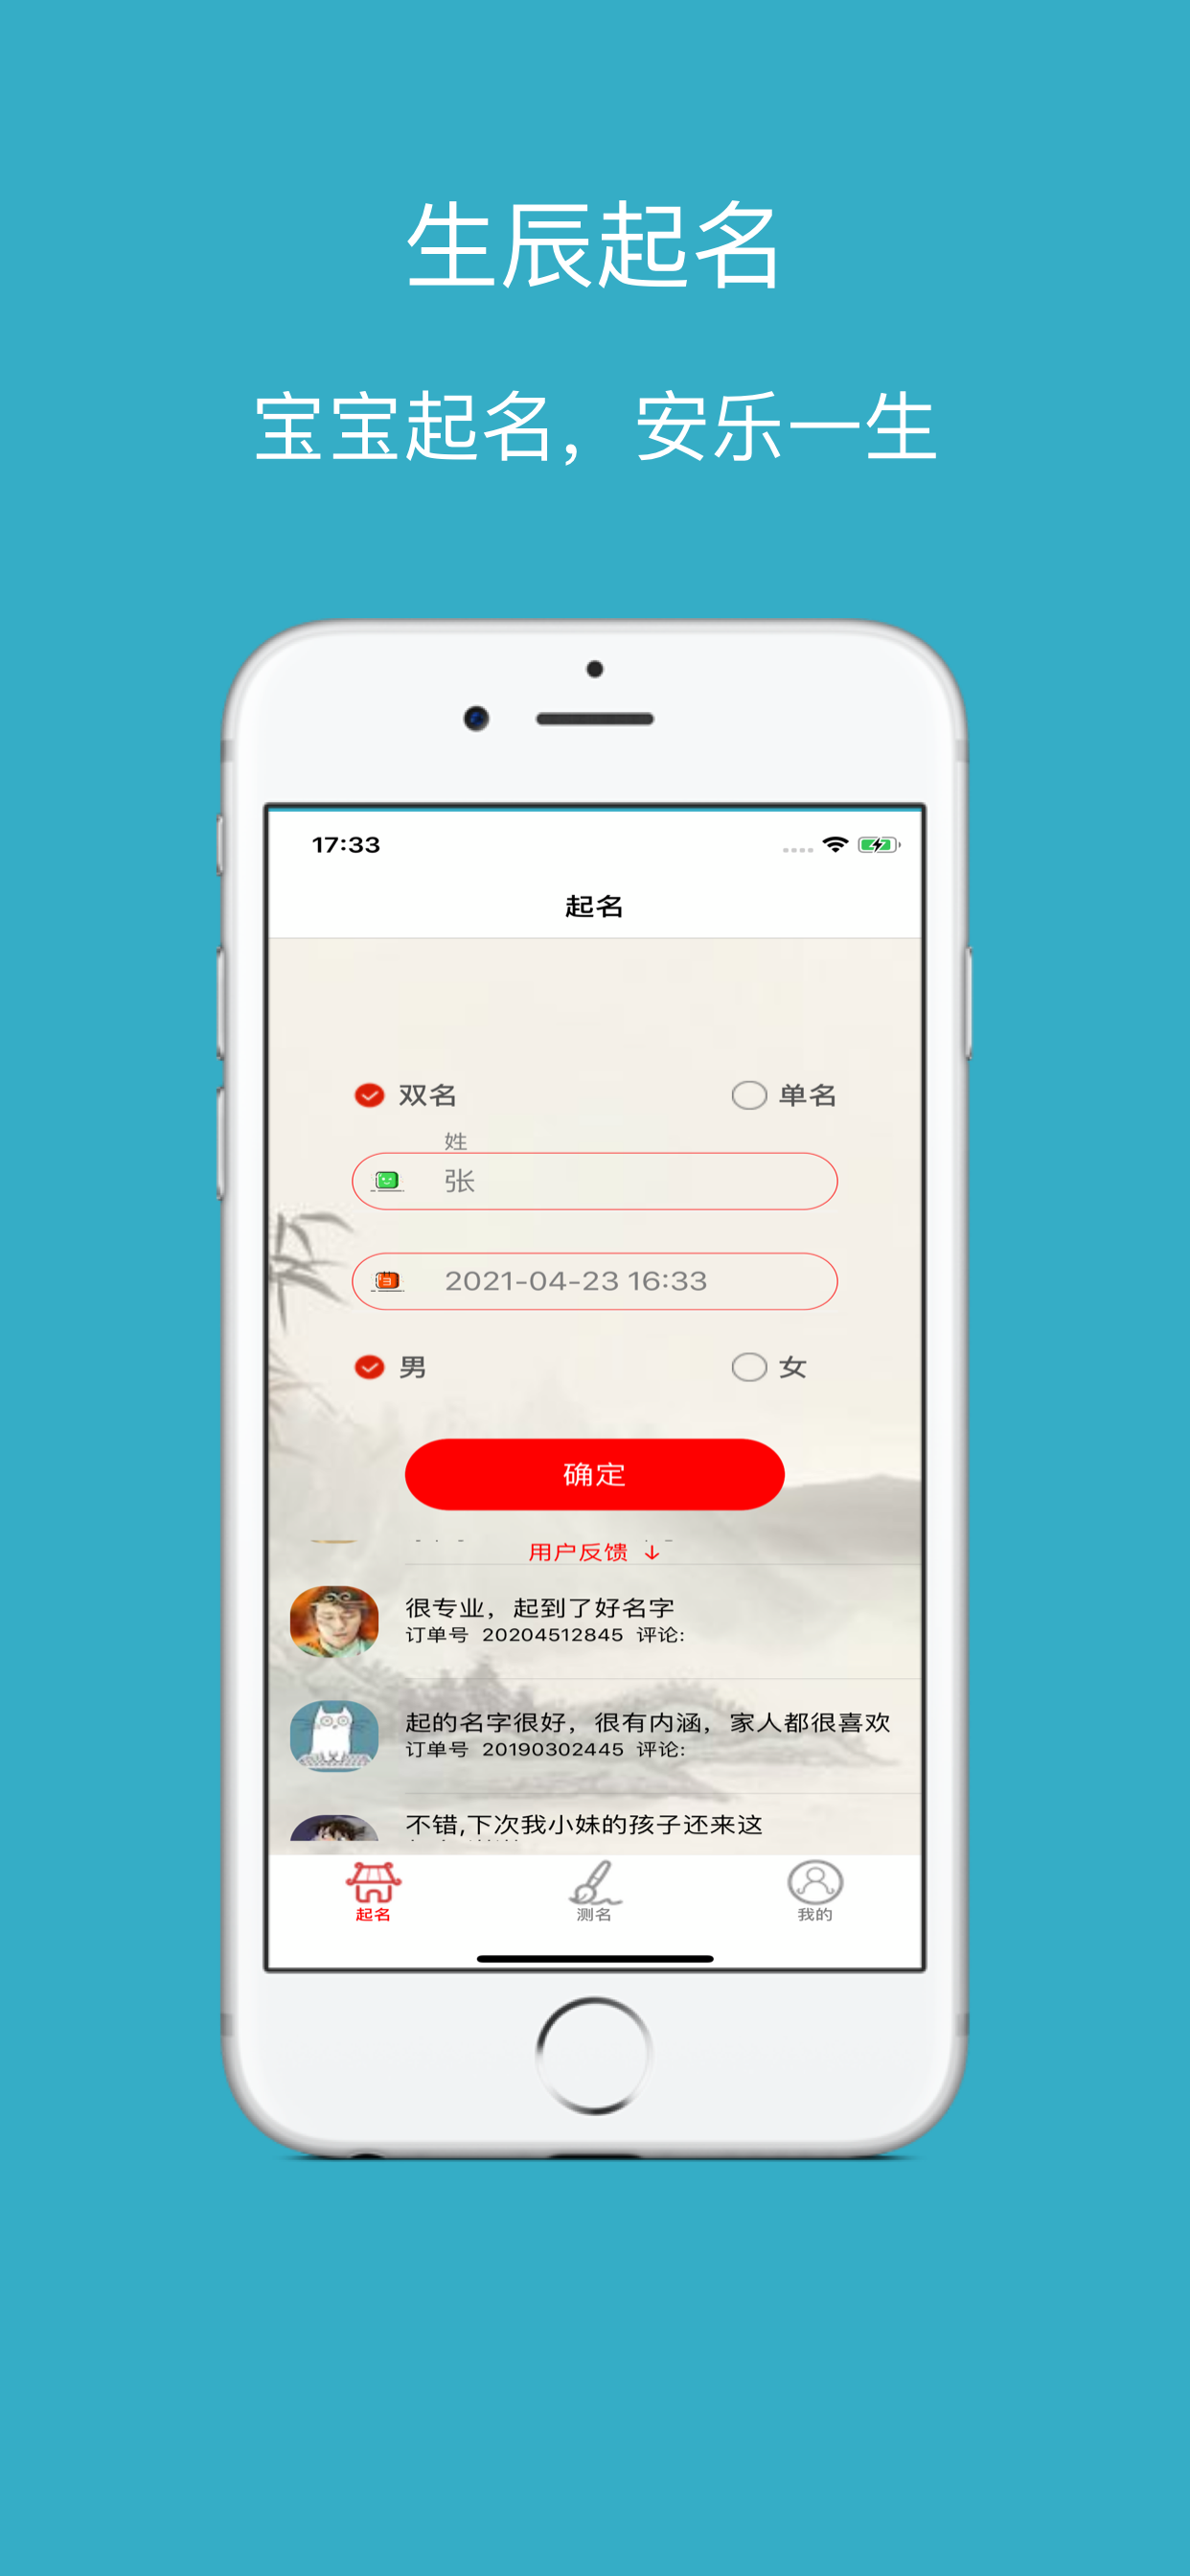 生辰起名
宝宝起名，安乐一生
17:33
起名
双名
单名
姓
张
2021-04-23 16:33
男
女
确定
用户反馈 ↓
很专业，起到了好名字
订单号 20204512845 评论:
起的名字很好，很有内涵，家人都很喜欢
订单号 20190302445 评论:
不错,下次我小妹的孩子还来这
起名
测名
我的